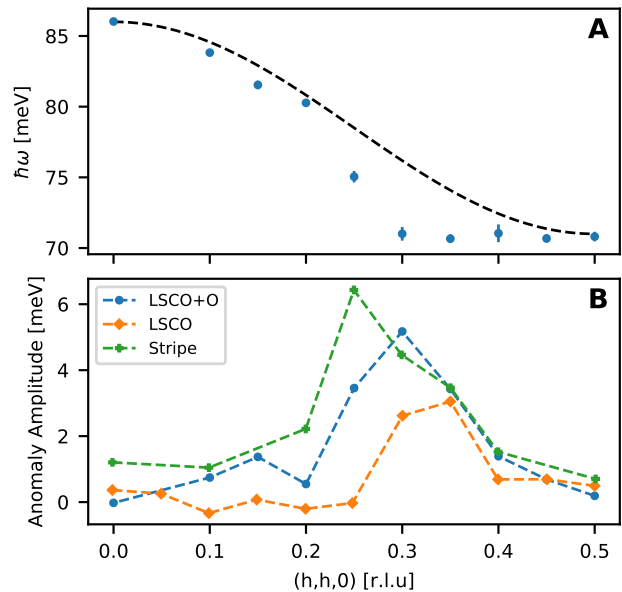 A
ħω [meV]
85
80
75
70
B
Anomaly Amplitude [meV]
6
4
2
0
LSCO+O
LSCO
Stripe
0.0 0.1 0.2 0.3 0.4 0.5
(h,h,0) [r.l.u]